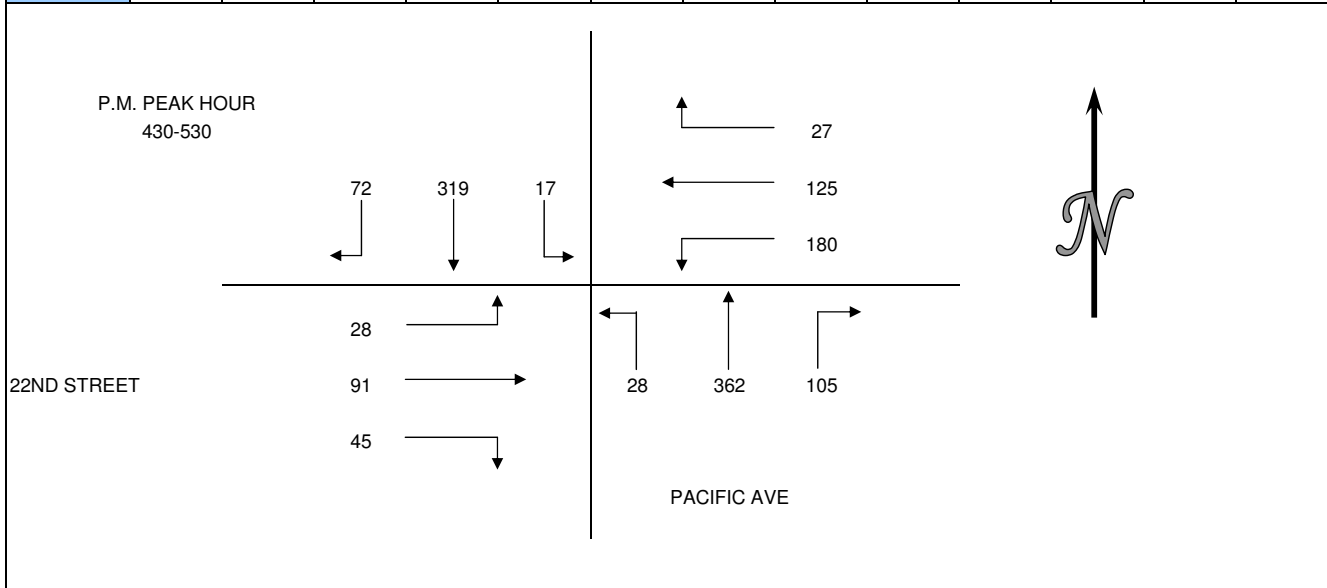 P.M. PEAK HOUR
430-530
27
72 319 17 125
180
28
22ND STREET 91 28 362 105
45
PACIFIC AVE
N